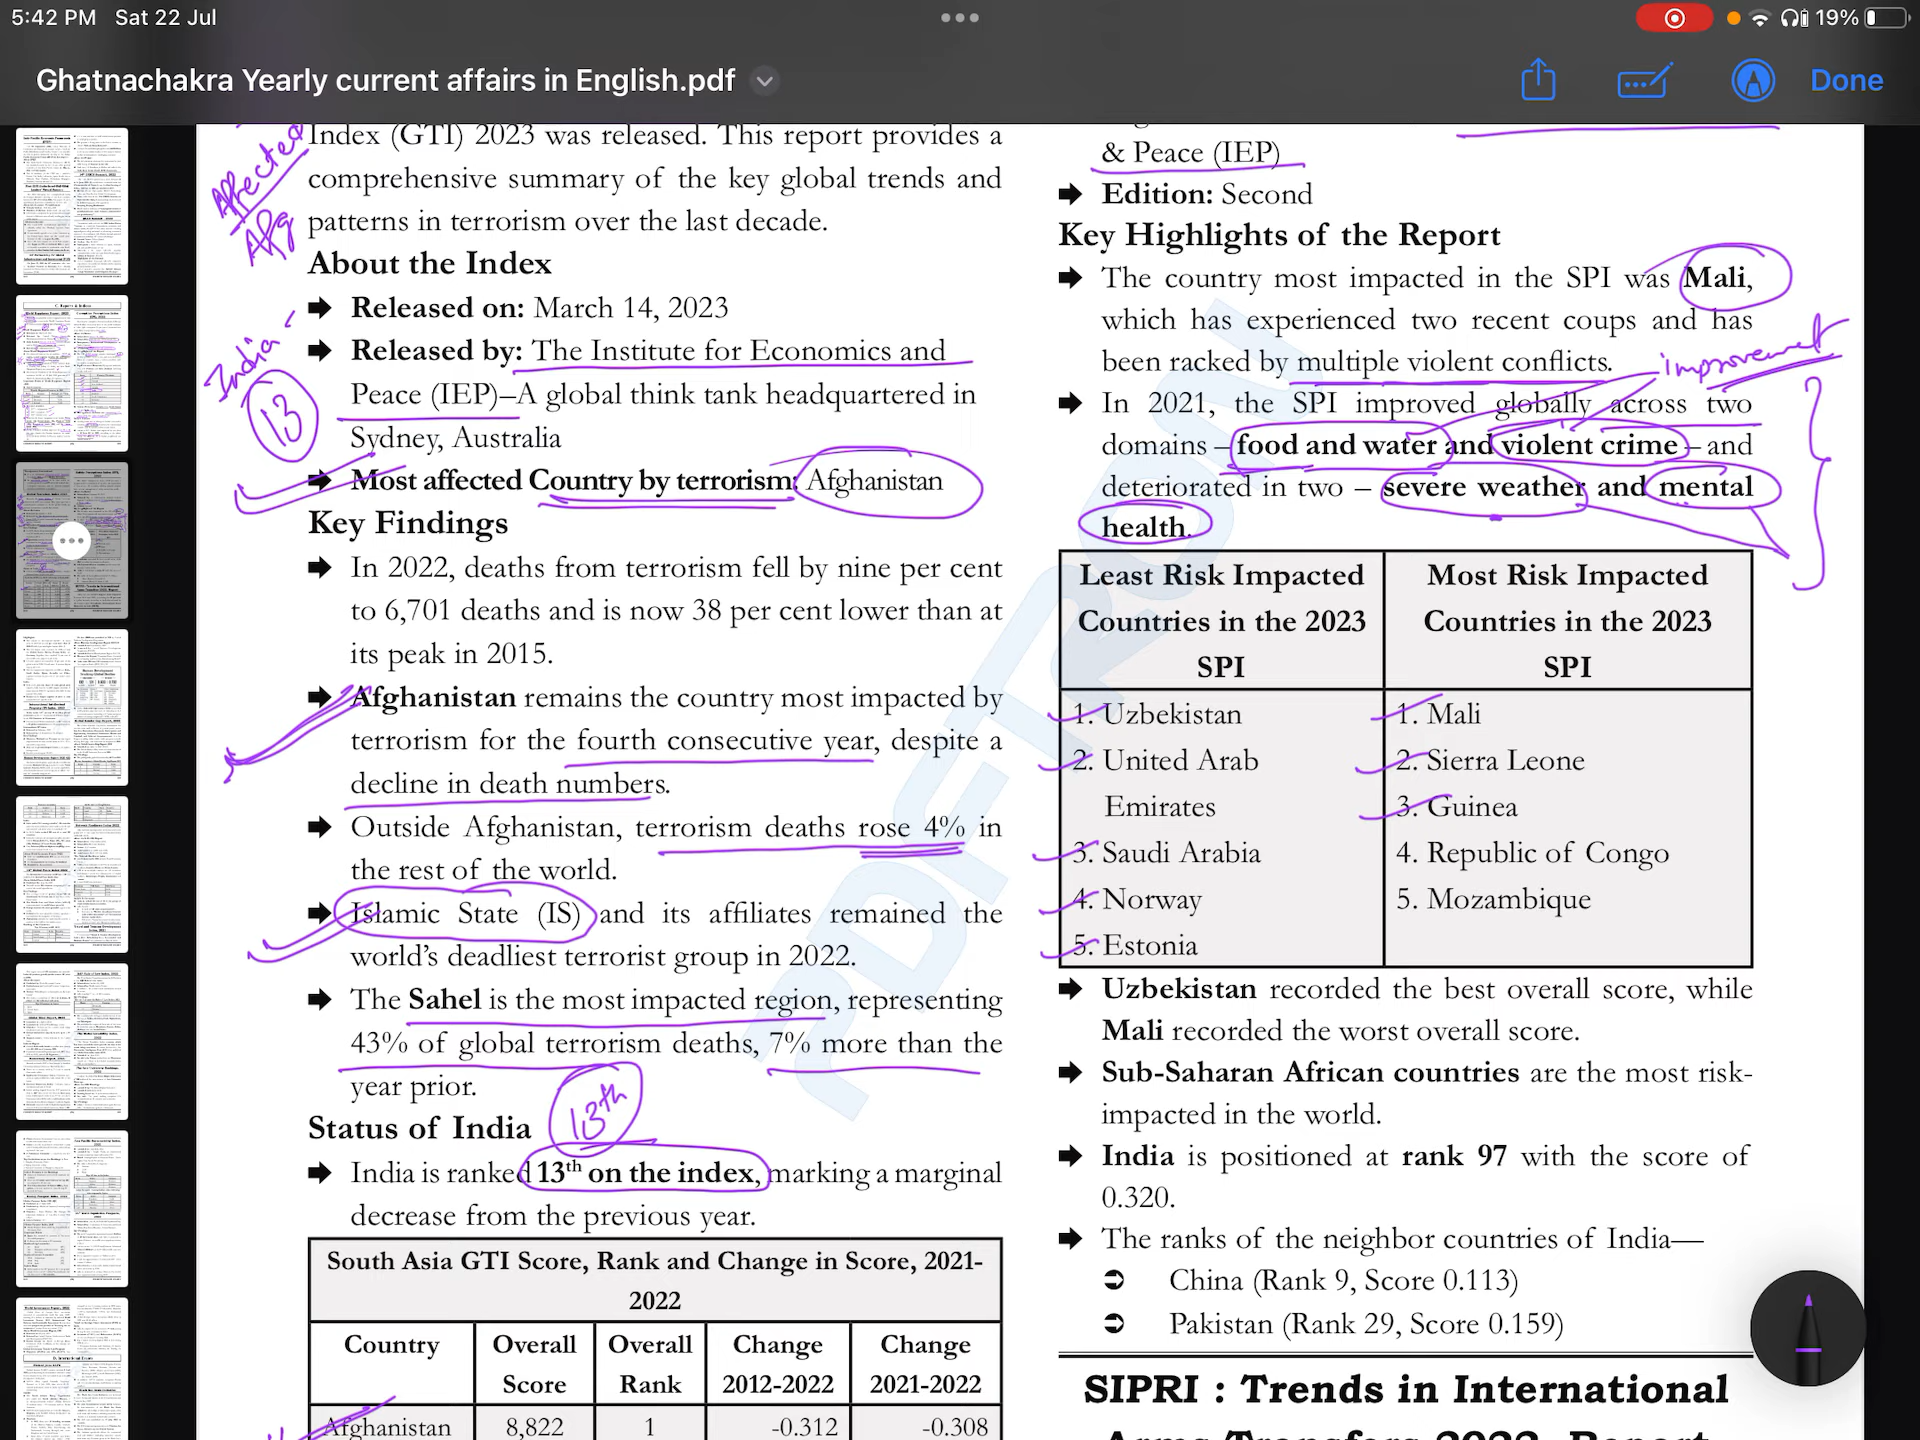 5:42 PM Sat 22 Jul
19%
Ghatnachakra Yearly current affairs in English.pdf
Done
Affected
Afg
India
13
Index (GTI) 2023 was released. This report provides a
comprehensive summary of the key global trends and
patterns in terrorism over the last decade.
About the Index
Released on: March 14, 2023
Released by: The Institute for Economics and
Peace (IEP)–A global think tank headquartered in
Sydney, Australia
Most affected Country by terrorism: Afghanistan
Key Findings
In 2022, deaths from terrorism fell by nine per cent
to 6,701 deaths and is now 38 per cent lower than at
its peak in 2015.
Afghanistan remains the country most impacted by
terrorism for the fourth consecutive year, despite a
decline in death numbers.
Outside Afghanistan, terrorism deaths rose 4% in
the rest of the world.
Islamic State (IS) and its affiliates remained the
world's deadliest terrorist group in 2022.
The Sahel is the most impacted region, representing
43% of global terrorism deaths, 7% more than the
year prior.
13th
Status of India
India is ranked 13th on the index, marking a marginal
decrease from the previous year.
South Asia GTI Score, Rank and Change in Score, 2021-
2022
Country Overall Overall Change Change
Score Rank 2012-2022 2021-2022
Afghanistan 8,822 1 -0.312 -0.308
& Peace (IEP)
Edition: Second
Key Highlights of the Report
The country most impacted in the SPI was Mali,
which has experienced two recent coups and has
been racked by multiple violent conflicts.
improvement
In 2021, the SPI improved globally across two
domains – food and water and violent crime – and
deteriorated in two – severe weather and mental
health.
Least Risk Impacted Most Risk Impacted
Countries in the 2023 Countries in the 2023
SPI SPI
1. Uzbekistan 1. Mali
2. United Arab 2. Sierra Leone
Emirates 3. Guinea
3. Saudi Arabia 4. Republic of Congo
4. Norway 5. Mozambique
5. Estonia
Uzbekistan recorded the best overall score, while
Mali recorded the worst overall score.
Sub-Saharan African countries are the most risk-
impacted in the world.
India is positioned at rank 97 with the score of
0.320.
The ranks of the neighbor countries of India—
China (Rank 9, Score 0.113)
Pakistan (Rank 29, Score 0.159)
SIPRI : Trends in International
Arms Transfers 2022 Report
PDFTRON